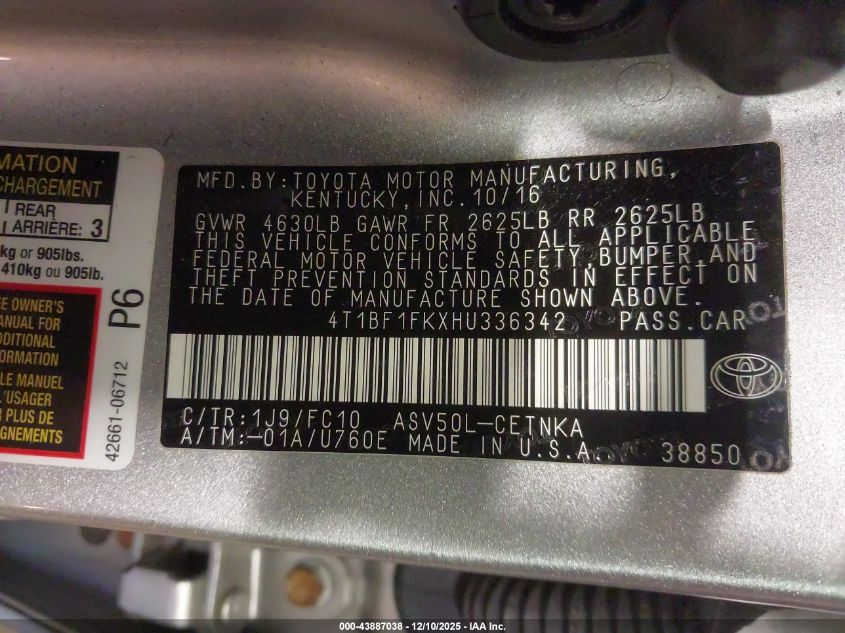 MATION
CHARGEMENT
REAR
ARRIÈRE: 3
kg or 905lbs.
410kg ou 905lb.
EE OWNER'S
ANUAL FOR
DDITIONAL
FORMATION
LE MANUEL
L'USAGER
R PLUS DE
GNEMENTS
42661-06712 P6
MFD.BY:TOYOTA MOTOR MANUFACTURING,
KENTUCKY, INC.10/16
GVWR 4630LB GAWR FR 2625LB RR 2625LB
THIS VEHICLE CONFORMS TO ALL APPLICABLE
FEDERAL MOTOR VEHICLE SAFETY,BUMPER,AND
THEFT PREVENTION STANDARDS IN EFFECT ON
THE DATE OF MANUFACTURE SHOWN ABOVE.
4T1BF1FKXHU336342 PASS.CAR
C/TR:1J9/FC10 ASV50L-CETNKA
A/TM:-01A/U760E MADE IN U.S.A.
38850
000-43887038 - 12/10/2025 - IAA Inc.